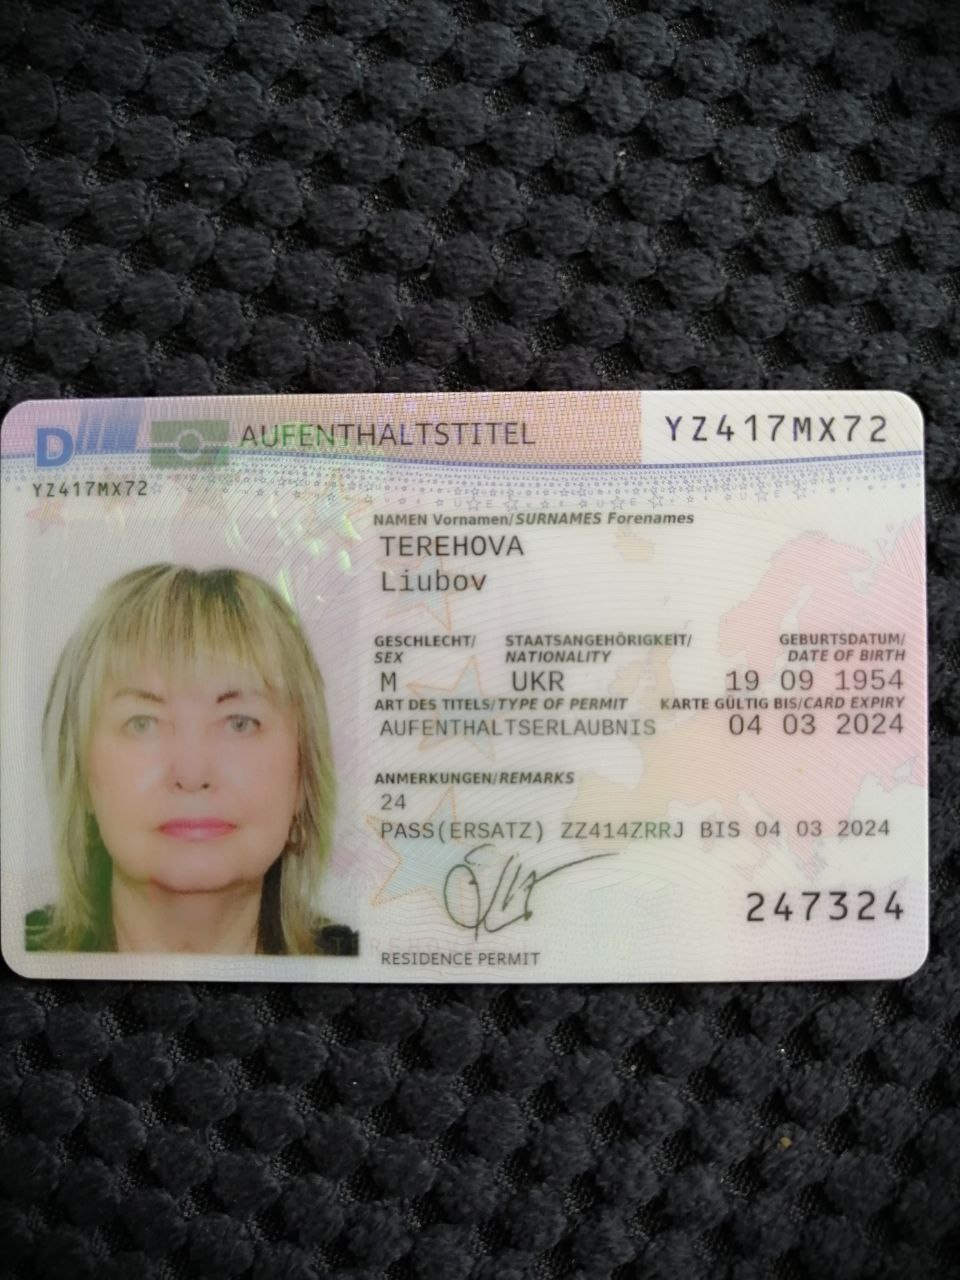 D
AUFENTHALTSTITEL
YZ417MX72
YZ417MX72
NAMEN Vornamen/SURNAMES Forenames
TEREHOVA
Liubov
GESCHLECHT/ STAATSANGEHÖRIGKEIT/ GEBURTSDATUM/
SEX NATIONALITY DATE OF BIRTH
M UKR 19 09 1954
ART DES TITELS/TYPE OF PERMIT KARTE GÜLTIG BIS/CARD EXPIRY
AUFENTHALTSERLAUBNIS 04 03 2024
ANMERKUNGEN/REMARKS
24
PASS(ERSATZ) ZZ414ZRRJ BIS 04 03 2024
247324
RESIDENCE PERMIT